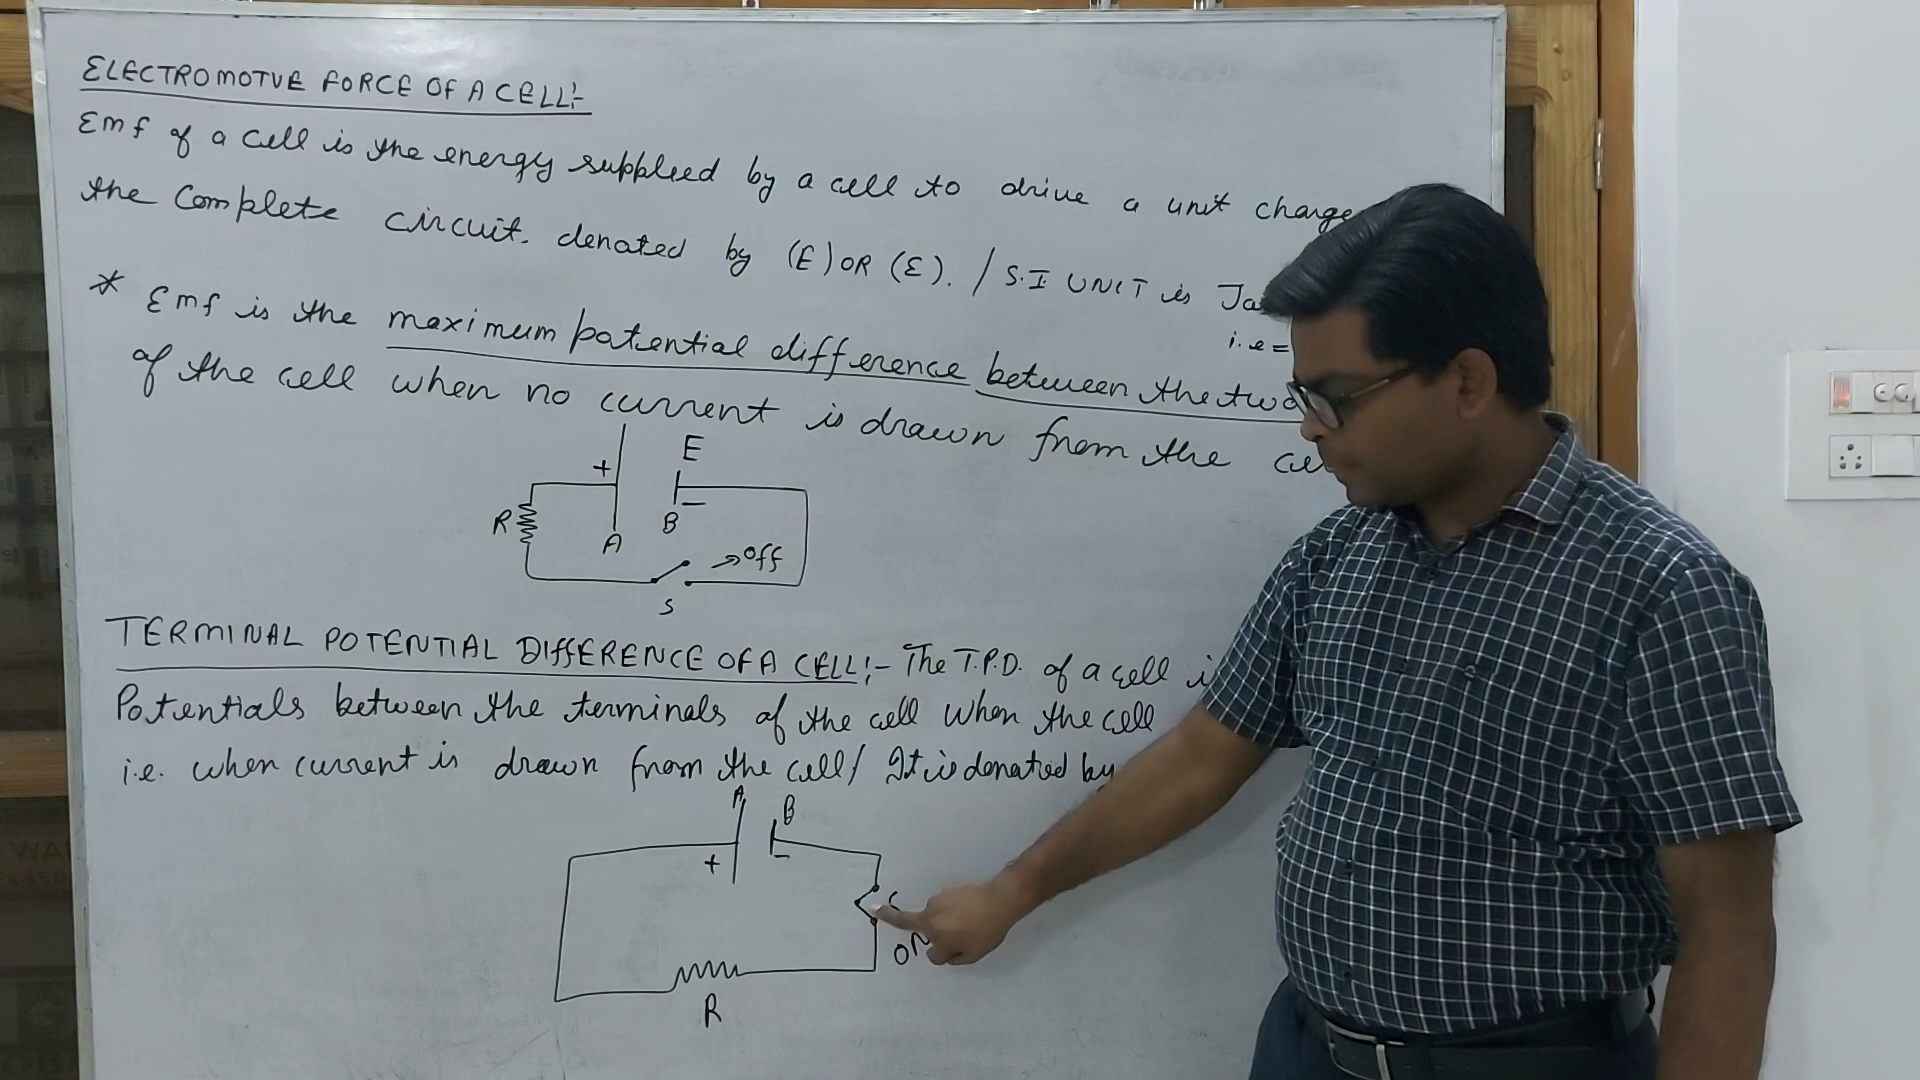 ELECTROMOTVE FORCE OF A CELL:-
Emf of a cell is the energy supplied by a cell to drive a unit charge
the complete circuit. denated by (E) OR (Ɛ). / S.I UNIT is
i.e =
* Emf is the maximum patential difference between the two
of the cell when no current is drawn from the
E
+
-
R
A
B
→ off
S
TERMINAL POTENTIAL DIFFERENCE OF A CELL:- The T.P.D. of a cell
Potentials between the terminals of the cell when the cell
i.e. when current is drawn from the cell/ It is donated by
A
B
+
-
ON
R